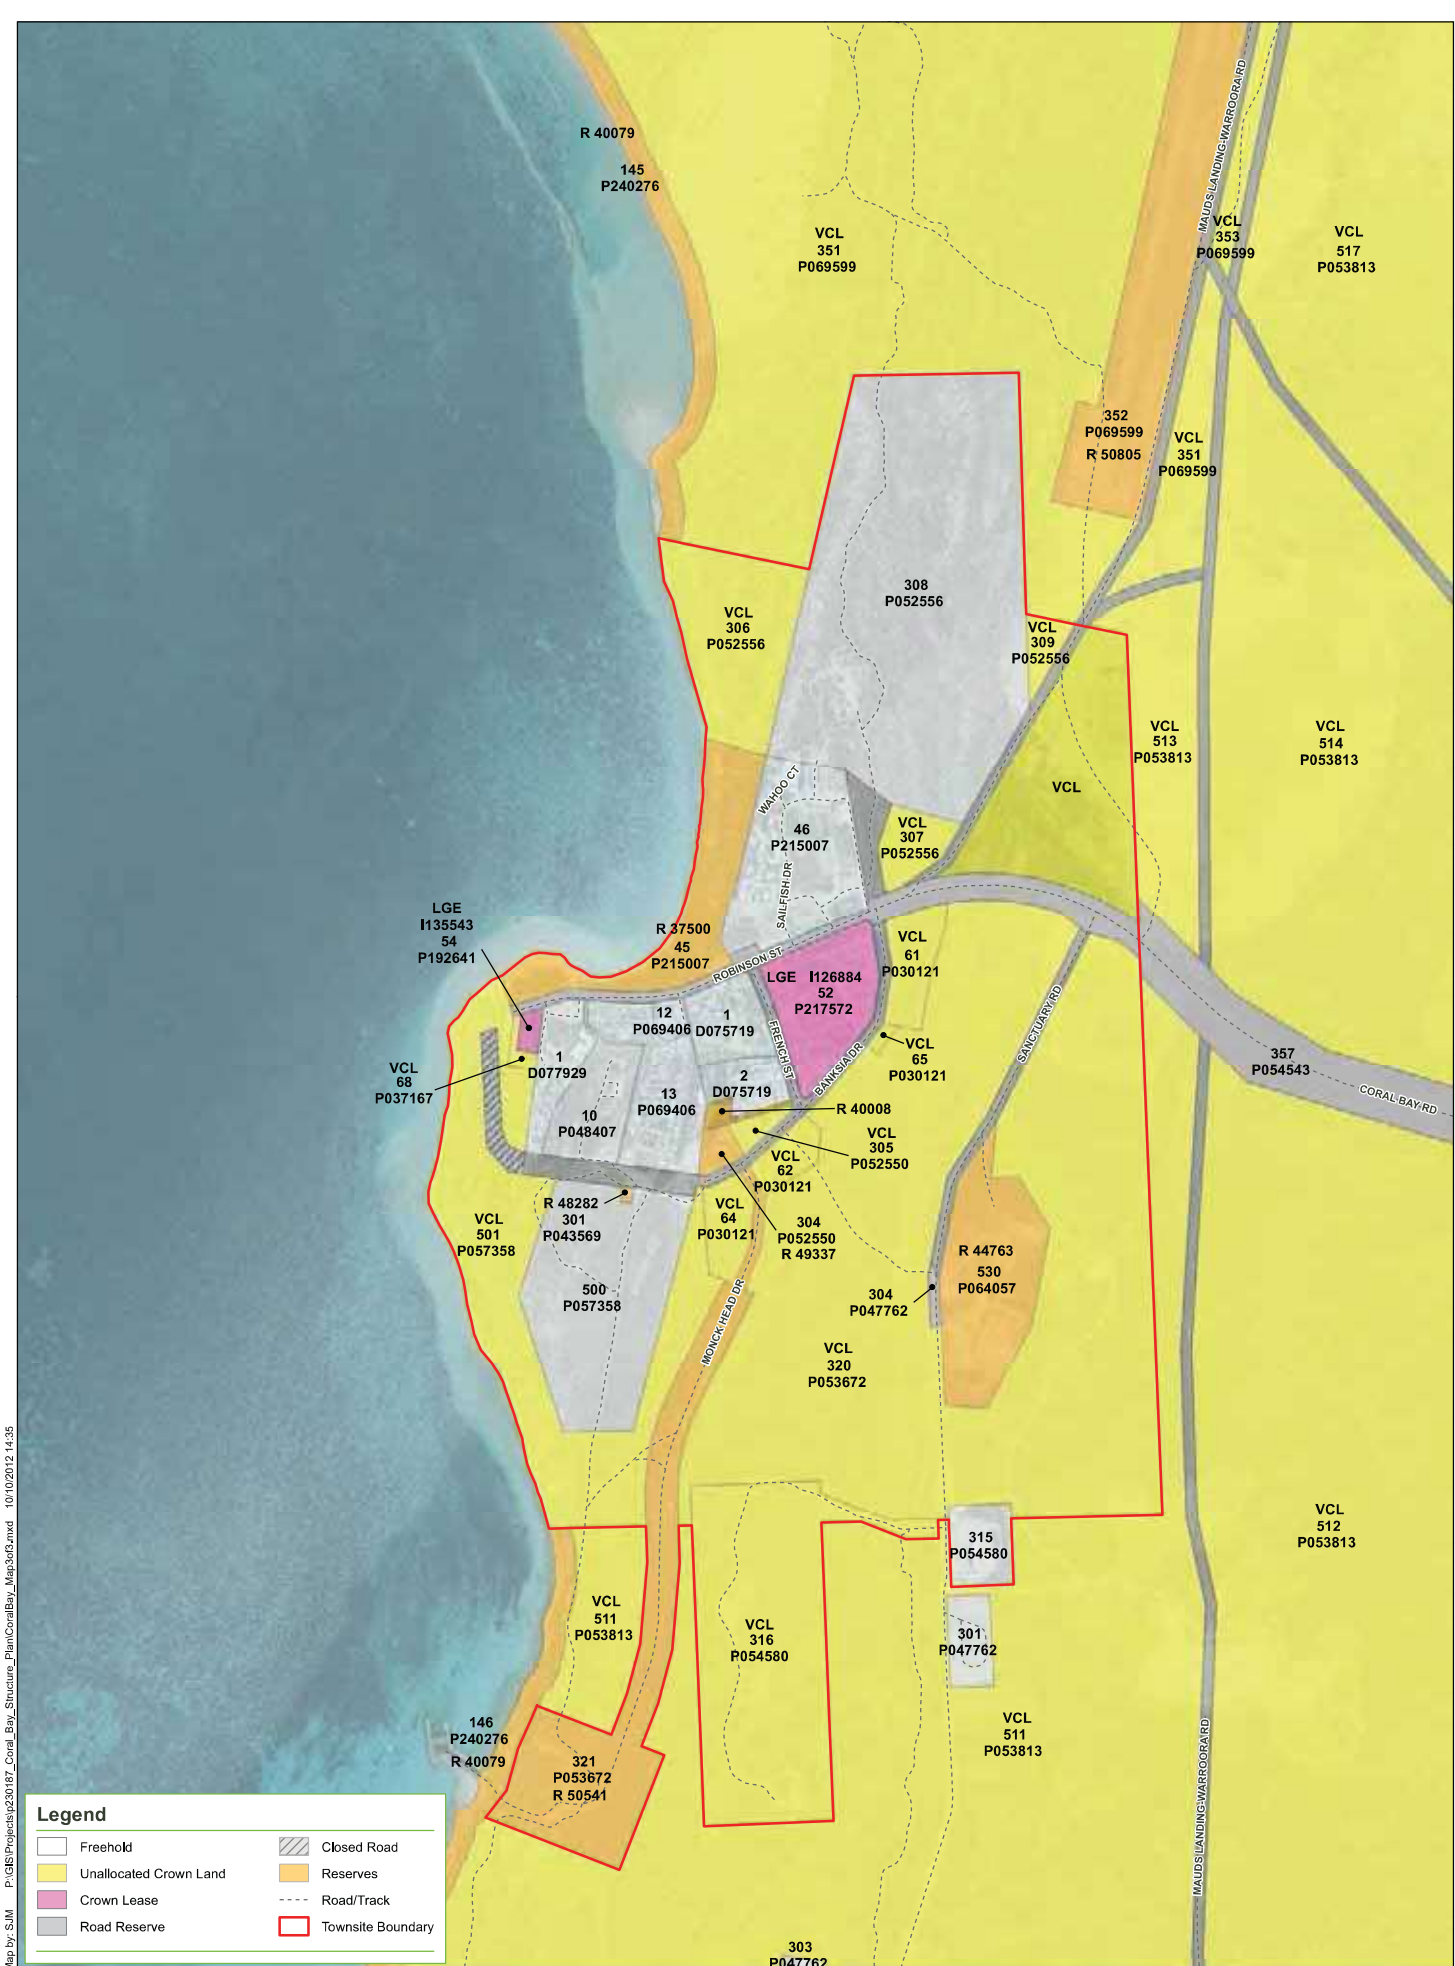 R 40079
145
P240276
VCL
351
P069599
MAUDS LANDING-WARROORA RD
VCL
353
P069599
VCL
517
P053813
352
P069599
R 50805
VCL
351
P069599
308
P052556
VCL
306
P052556
VCL
309
P052556
VCL
513
P053813
VCL
514
P053813
VCL
WAHOO CT
46
P215007
SAILFISH DR
VCL
307
P052556
LGE
I135543
54
P192641
R 37500
45
P215007
ROBINSON ST
LGE I126884
52
P217572
VCL
61
P030121
12
P069406
1
D075719
FRENCH ST
BANKSIA DR
SANCTUARY RD
VCL
65
P030121
357
P054543
CORAL BAY RD
VCL
68
P037167
1
D077929
2
D075719
13
P069406
10
P048407
R 40008
VCL
305
P052550
VCL
62
P030121
R 48282
301
P043569
VCL
64
P030121
304
P052550
R 49337
VCL
501
P057358
500
P057358
R 44763
530
P064057
304
P047762
MONCK HEAD DR
VCL
320
P053672
VCL
512
P053813
315
P054580
VCL
511
P053813
VCL
316
P054580
301
P047762
VCL
511
P053813
146
P240276
R 40079
321
P053672
R 50541
MAUDS LANDING-WARROORA RD
303
P047762
Legend
Freehold
Unallocated Crown Land
Crown Lease
Road Reserve
Closed Road
Reserves
Road/Track
Townsite Boundary
Map by: SJM P:\GIS\Projects\p230187_Coral_Bay_Structure_Plan\CoralBay_Map3of3.mxd 10/10/2012 14:35